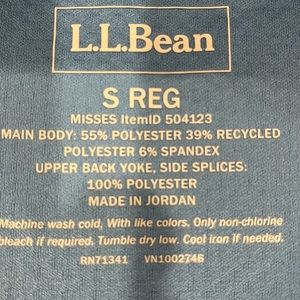 L.L.Bean
S REG
MISSES ItemID 504123
MAIN BODY: 55% POLYESTER 39% RECYCLED
POLYESTER 6% SPANDEX
UPPER BACK YOKE, SIDE SPLICES:
100% POLYESTER
MADE IN JORDAN
Machine wash cold, With like colors. Only non-chlorine
bleach if required. Tumble dry low. Cool iron if needed.
RN71341 VN1002746